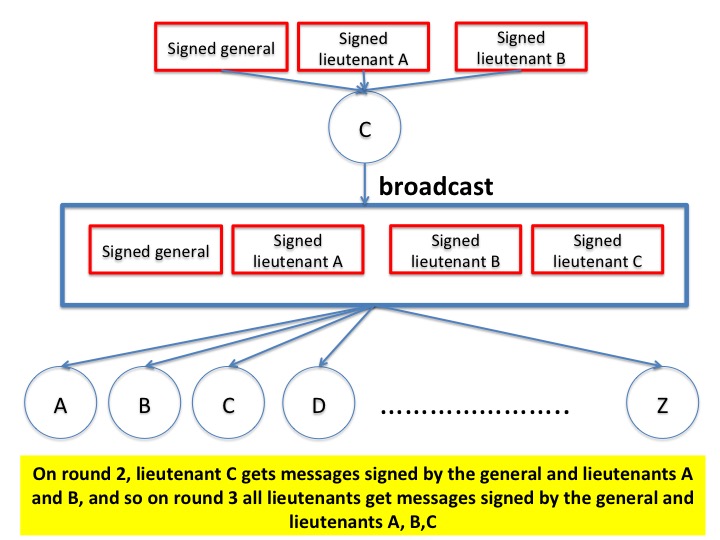 Signed general
Signed
lieutenant A
Signed
lieutenant B
C
broadcast
Signed general
Signed
lieutenant A
Signed
lieutenant B
Signed
lieutenant C
A
B
C
D
…………………..
Z
On round 2, lieutenant C gets messages signed by the general and lieutenants A
and B, and so on round 3 all lieutenants get messages signed by the general and
lieutenants A, B,C